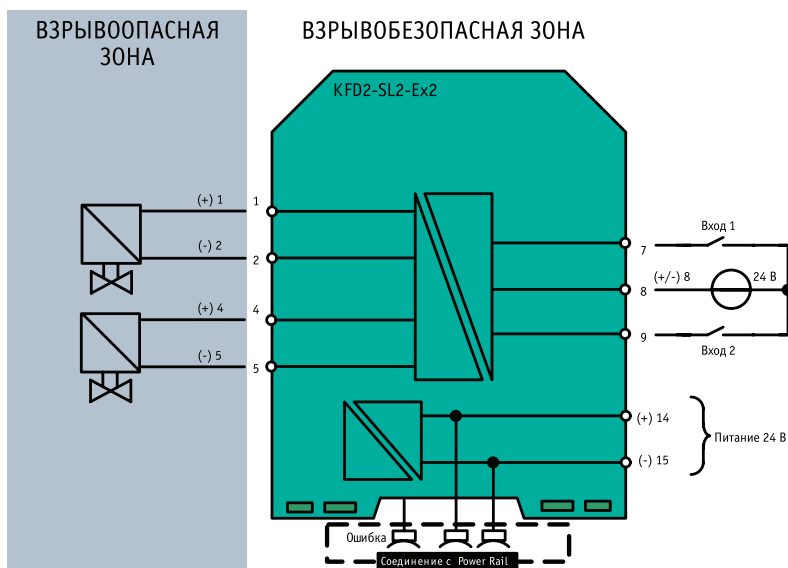 ВЗРЫВООПАСНАЯ
ЗОНА
ВЗРЫВОБЕЗОПАСНАЯ ЗОНА
KFD2-SL2-Ex2
(+) 1
1
(-) 2
2
(+) 4
4
(-) 5
5
7
Вход 1
8
(+/-) 8
24 В
9
Вход 2
(+) 14
(-) 15
Питание 24 В
Ошибка
Соединение с Power Rail